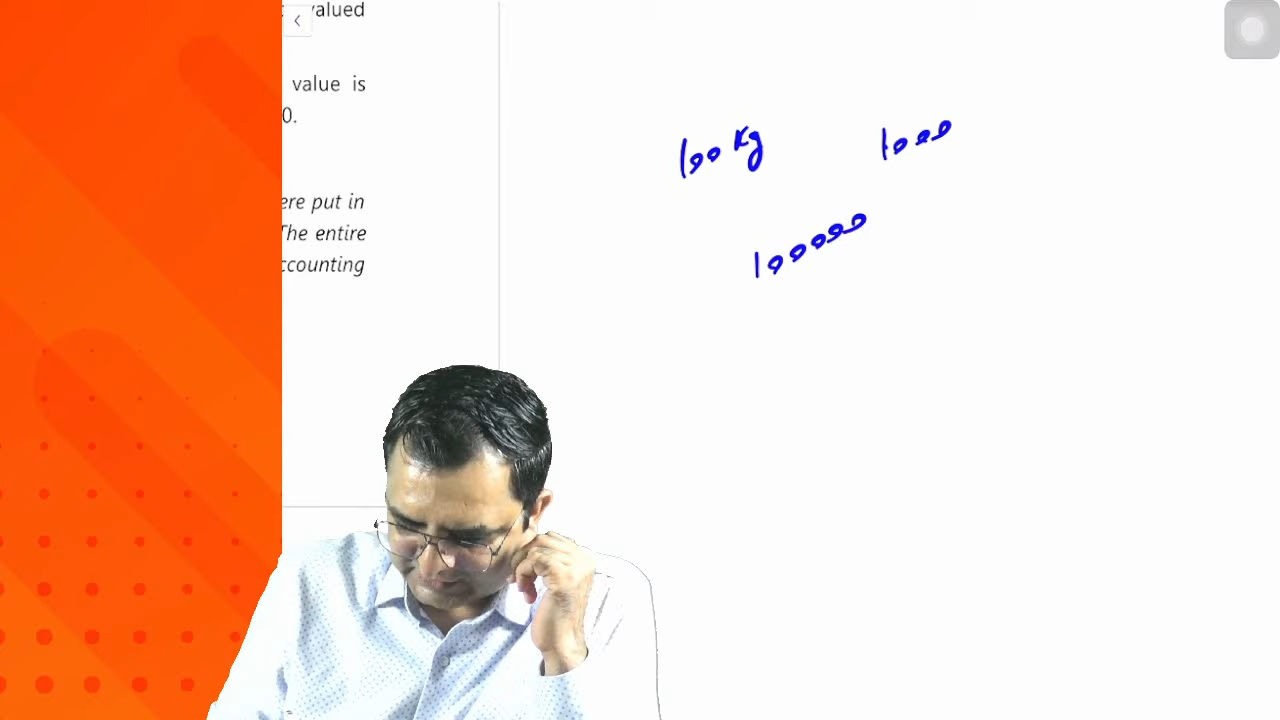 valued
value is
0.
ere put in
The entire
ccounting
100 Kg 1000
100000